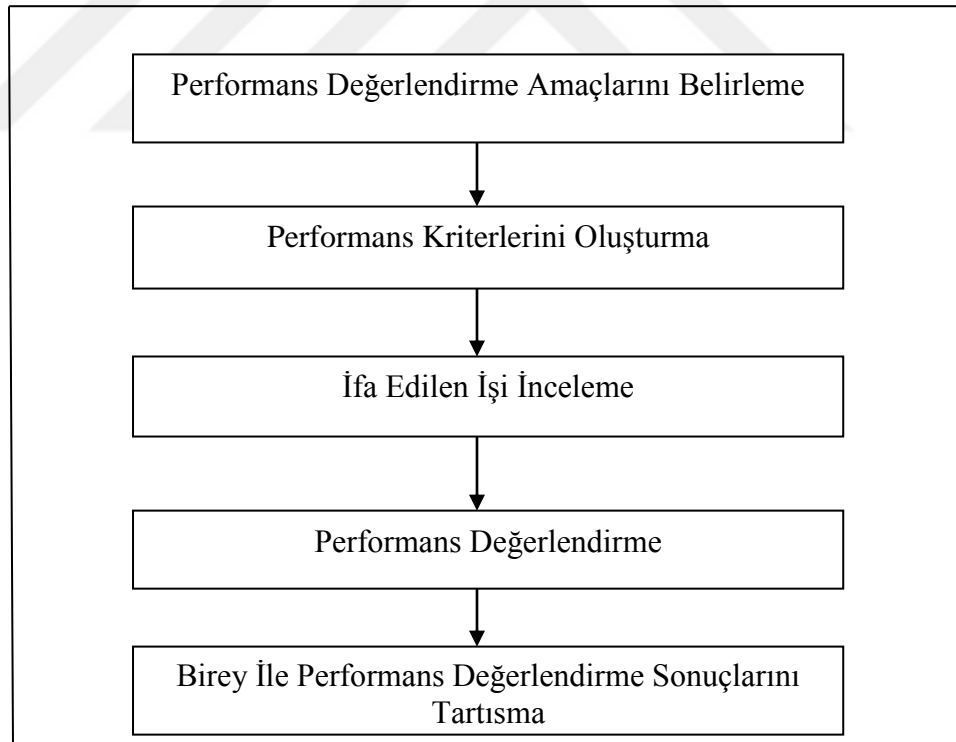 Performans Değerlendirme Amaçlarını Belirleme
Performans Kriterlerini Oluşturma
İfa Edilen İşi İnceleme
Performans Değerlendirme
Birey İle Performans Değerlendirme Sonuçlarını
Tartısma